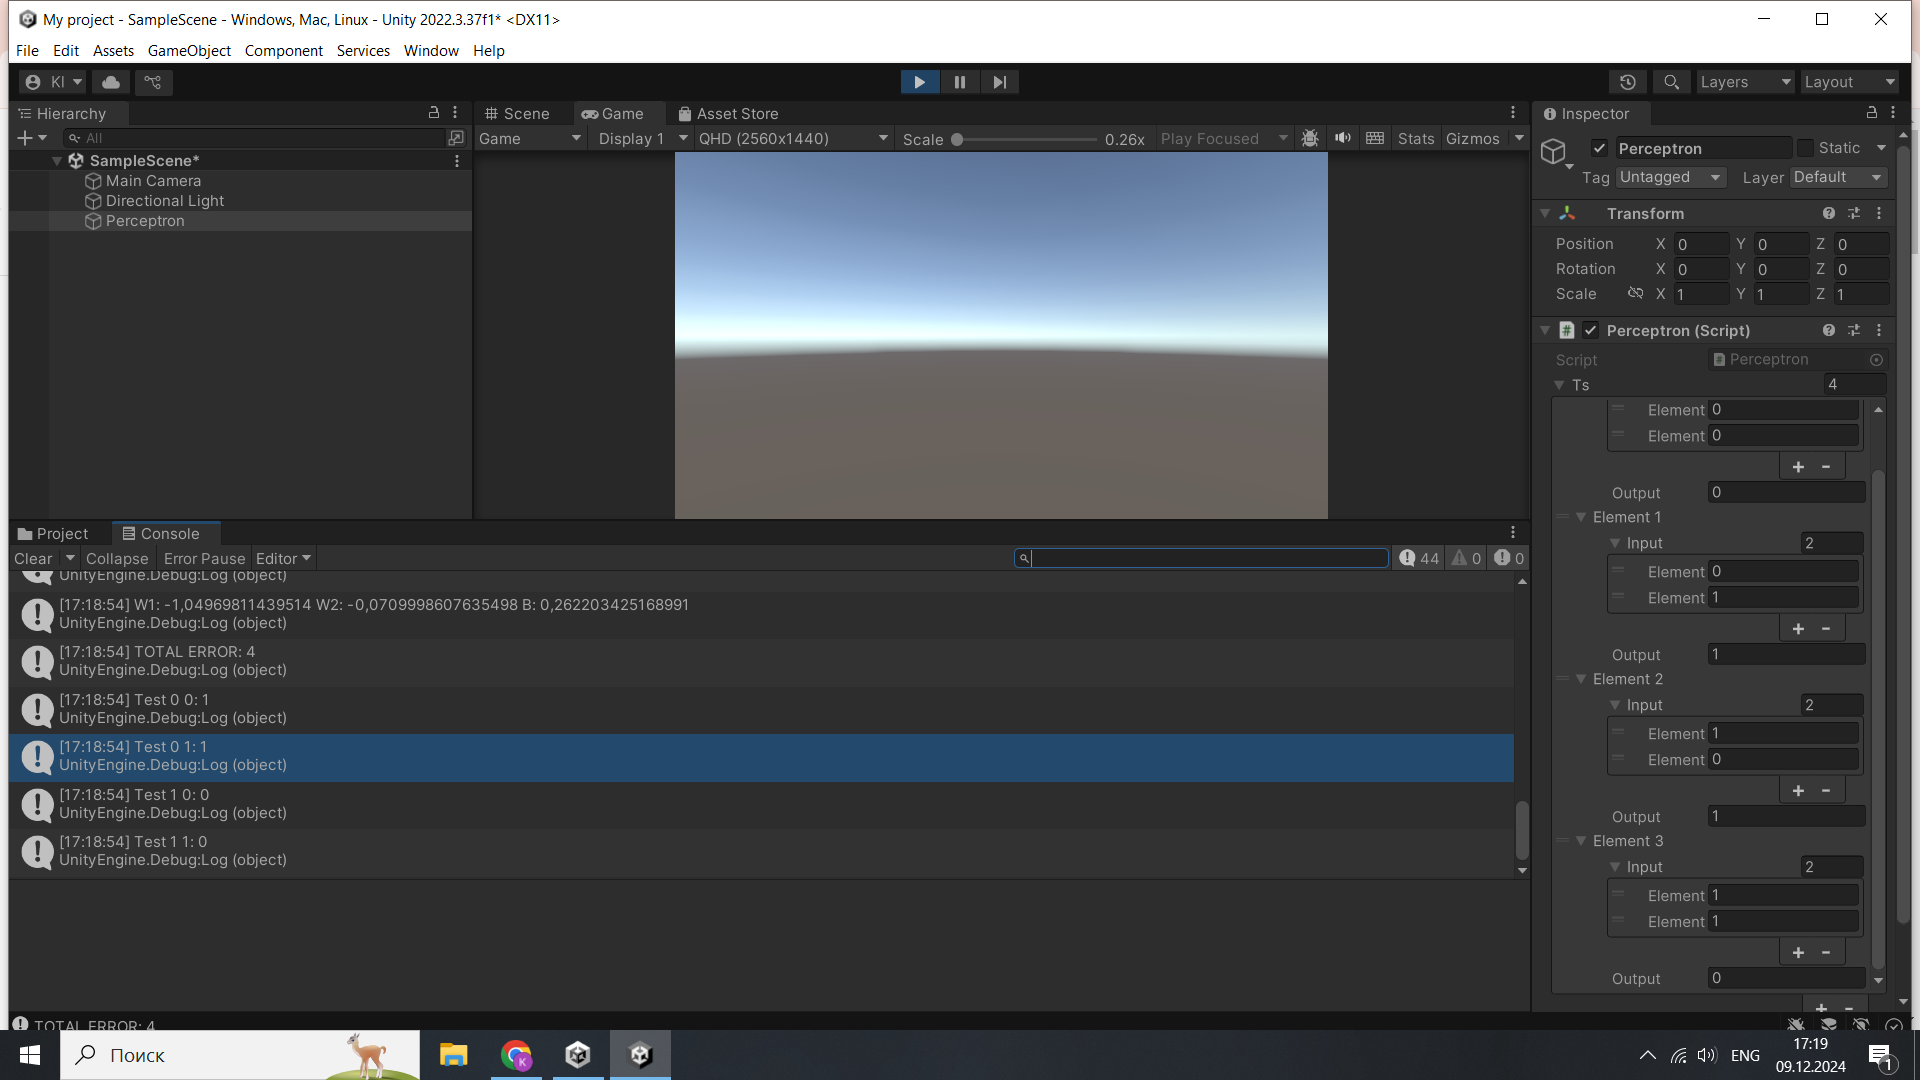 My project - SampleScene - Windows, Mac, Linux - Unity 2022.3.37f1* <DX11>
File Edit Assets GameObject Component Services Window Help
KI
Layers Layout
Hierarchy
All
SampleScene*
Main Camera
Directional Light
Perceptron
Scene Game Asset Store
Game Display 1 QHD (2560x1440) Scale 0.26x Play Focused Stats Gizmos
Project Console
Clear Collapse Error Pause Editor 44 0 0
UnityEngine.Debug:Log (object)
[17:18:54] W1: -1,04969811439514 W2: -0,0709998607635498 B: 0,262203425168991
UnityEngine.Debug:Log (object)
[17:18:54] TOTAL ERROR: 4
UnityEngine.Debug:Log (object)
[17:18:54] Test 0 0: 1
UnityEngine.Debug:Log (object)
[17:18:54] Test 0 1: 1
UnityEngine.Debug:Log (object)
[17:18:54] Test 1 0: 0
UnityEngine.Debug:Log (object)
[17:18:54] Test 1 1: 0
UnityEngine.Debug:Log (object)
TOTAL ERROR: 4
Inspector
Perceptron Static
Tag Untagged Layer Default
Transform
Position X 0 Y 0 Z 0
Rotation X 0 Y 0 Z 0
Scale X 1 Y 1 Z 1
# Perceptron (Script)
Script # Perceptron
Ts 4
Element 0
Element 0
+ -
Output 0
Element 1
Input 2
Element 0
Element 1
+ -
Output 1
Element 2
Input 2
Element 1
Element 0
+ -
Output 1
Element 3
Input 2
Element 1
Element 1
+ -
Output 0
+ -
Поиск
K
ENG
17:19
09.12.2024
1